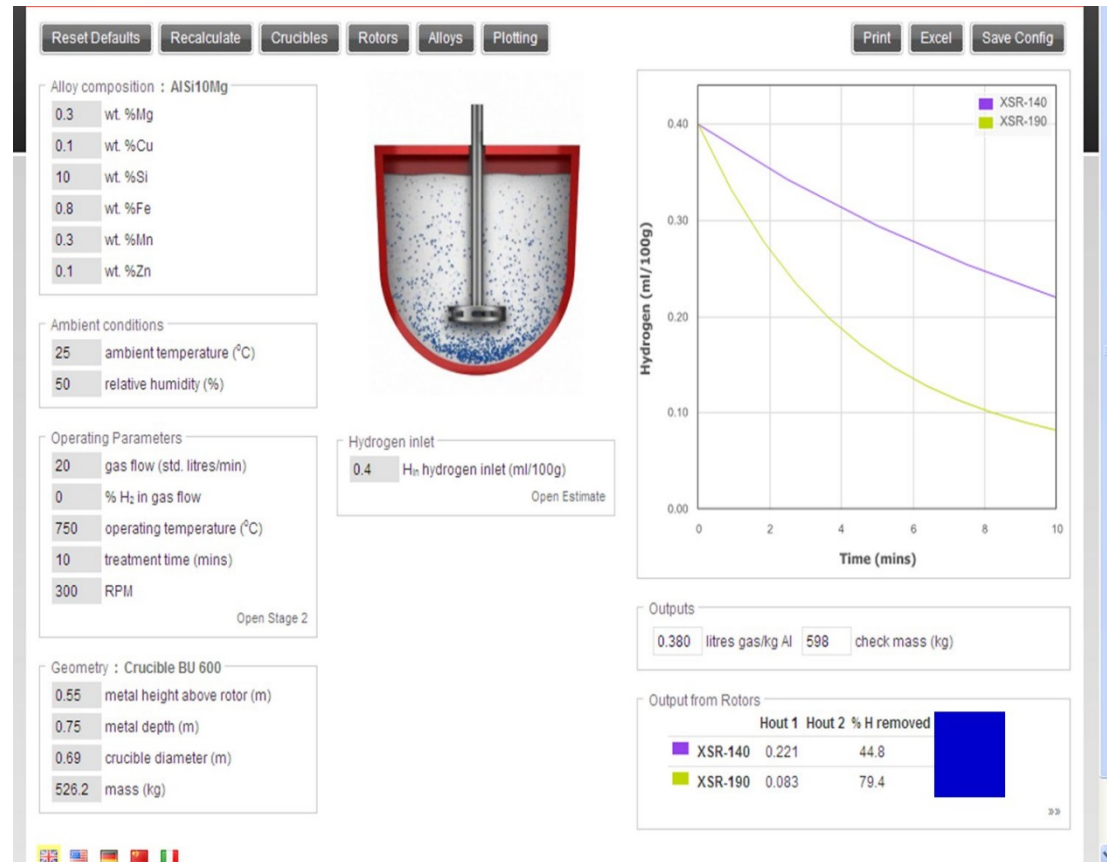 Reset Defaults Recalculate Crucibles Rotors Alloys Plotting Print Excel Save Config
Alloy composition : AlSi10Mg
0.3 wt. %Mg
0.1 wt. %Cu
10 wt. %Si
0.8 wt. %Fe
0.3 wt. %Mn
0.1 wt. %Zn
Ambient conditions
25 ambient temperature (°C)
50 relative humidity (%)
Operating Parameters
20 gas flow (std. litres/min)
0 % H₂ in gas flow
750 operating temperature (°C)
10 treatment time (mins)
300 RPM
Open Stage 2
Geometry : Crucible BU 600
0.55 metal height above rotor (m)
0.75 metal depth (m)
0.69 crucible diameter (m)
526.2 mass (kg)
Hydrogen inlet
0.4 Hin hydrogen inlet (ml/100g)
Open Estimate
XSR-140
XSR-190
Hydrogen (ml/100g)
0.40
0.30
0.20
0.10
0.00
0 2 4 6 8 10
Time (mins)
Outputs
0.380 litres gas/kg Al 598 check mass (kg)
Output from Rotors
Hout 1 Hout 2 % H removed
XSR-140 0.221 44.8
XSR-190 0.083 79.4
»»